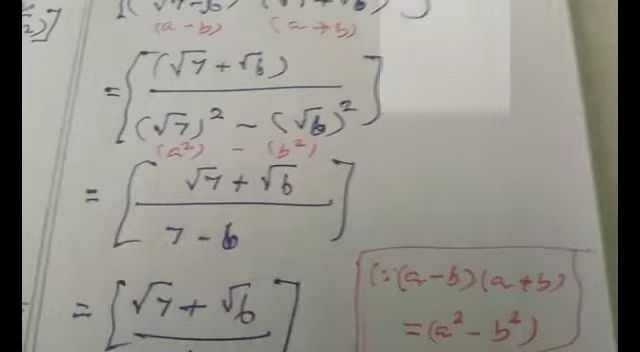 (a - b) (a + b)
= [(√7 + √6)
(√7)² - (√6)²]
(a²) - (b²)
= [√7 + √6
7 - 6]
= [√7 + √6]
(∵(a - b)(a + b)
= (a² - b²)